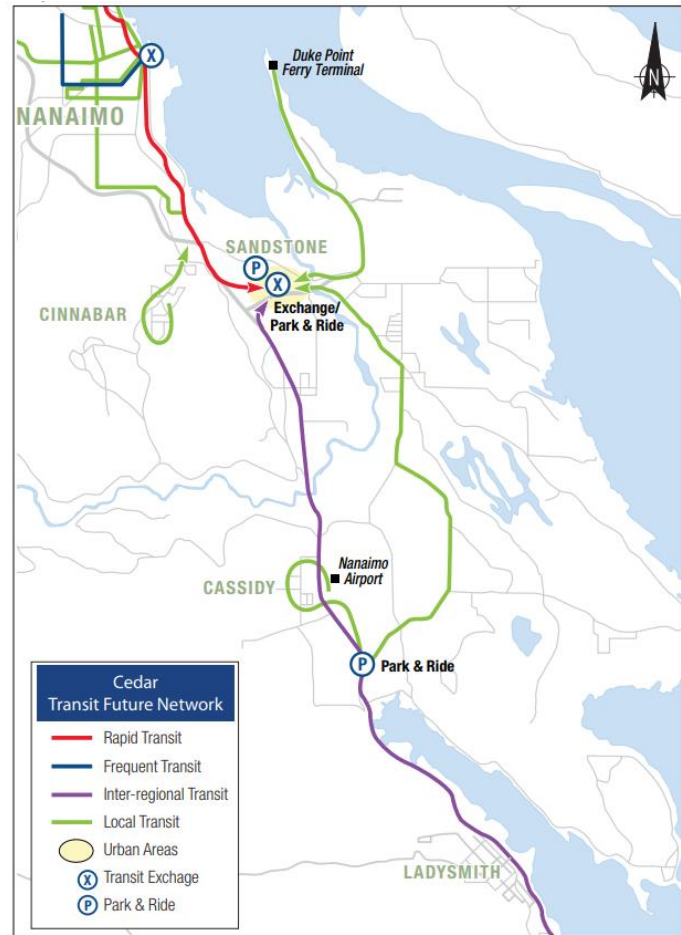 Duke Point
Ferry Terminal
N
X
NANAIMO
SANDSTONE
P
X
CINNABAR
Exchange/
Park & Ride
Nanaimo
Airport
CASSIDY
P Park & Ride
Cedar
Transit Future Network
Rapid Transit
Frequent Transit
Inter-regional Transit
Local Transit
Urban Areas
X Transit Exchage
P Park & Ride
LADYSMITH